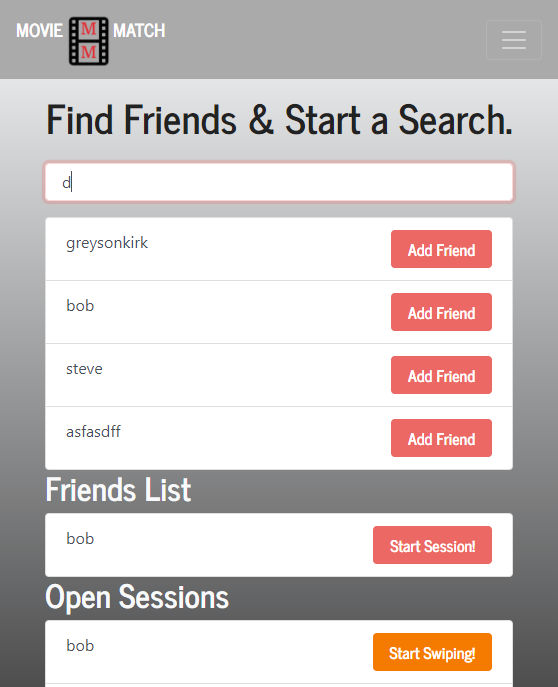 MOVIE M M MATCH
Find Friends & Start a Search.
d
greysonkirk Add Friend
bob Add Friend
steve Add Friend
asfasdff Add Friend
Friends List
bob Start Session!
Open Sessions
bob Start Swiping!